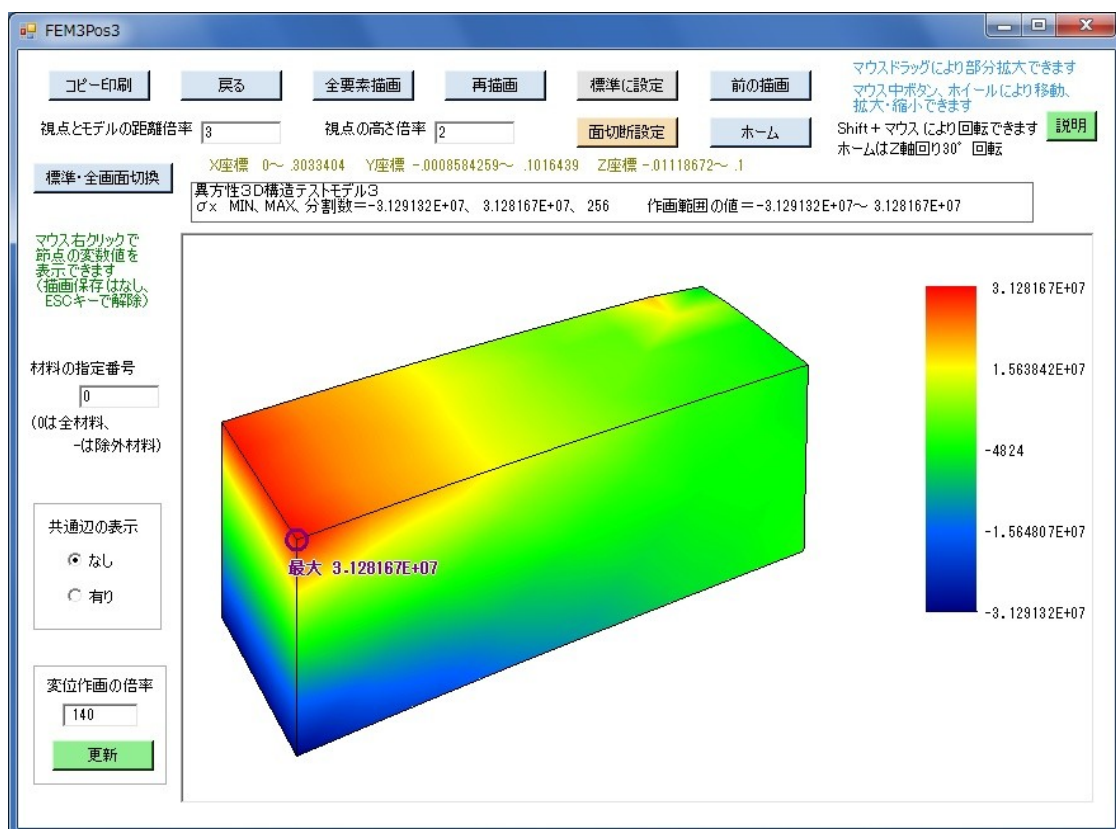 FEM3Pos3
コピー印刷
戻る
全要素描画
再描画
標準に設定
前の描画
マウスドラッグにより部分拡大できます
マウス中ボタン、ホイールにより移動、
拡大・縮小できます
視点とモデルの距離倍率 3
視点の高さ倍率 2
面切断設定
ホーム
Shift+マウスにより回転できます
ホームはZ軸回り30° 回転
説明
標準・全画面切換
X座標 0～ .3033404 Y座標 -.0008584259～ .1016439 Z座標 -.01118672～ .1
異方性3D構造テストモデル3
σx MIN、MAX、分割数=-3.129132E+07、 3.128167E+07、 256 作画範囲の値=-3.129132E+07～ 3.128167E+07
マウス右クリックで
節点の変数値を
表示できます
(描画保存はなし、
ESCキーで解除)
材料の指定番号
0
(0は全材料、
-は除外材料)
共通辺の表示
なし
有り
変位作画の倍率
140
更新
最大 3.128167E+07
3.128167E+07
1.563842E+07
-4824
-1.564807E+07
-3.129132E+07